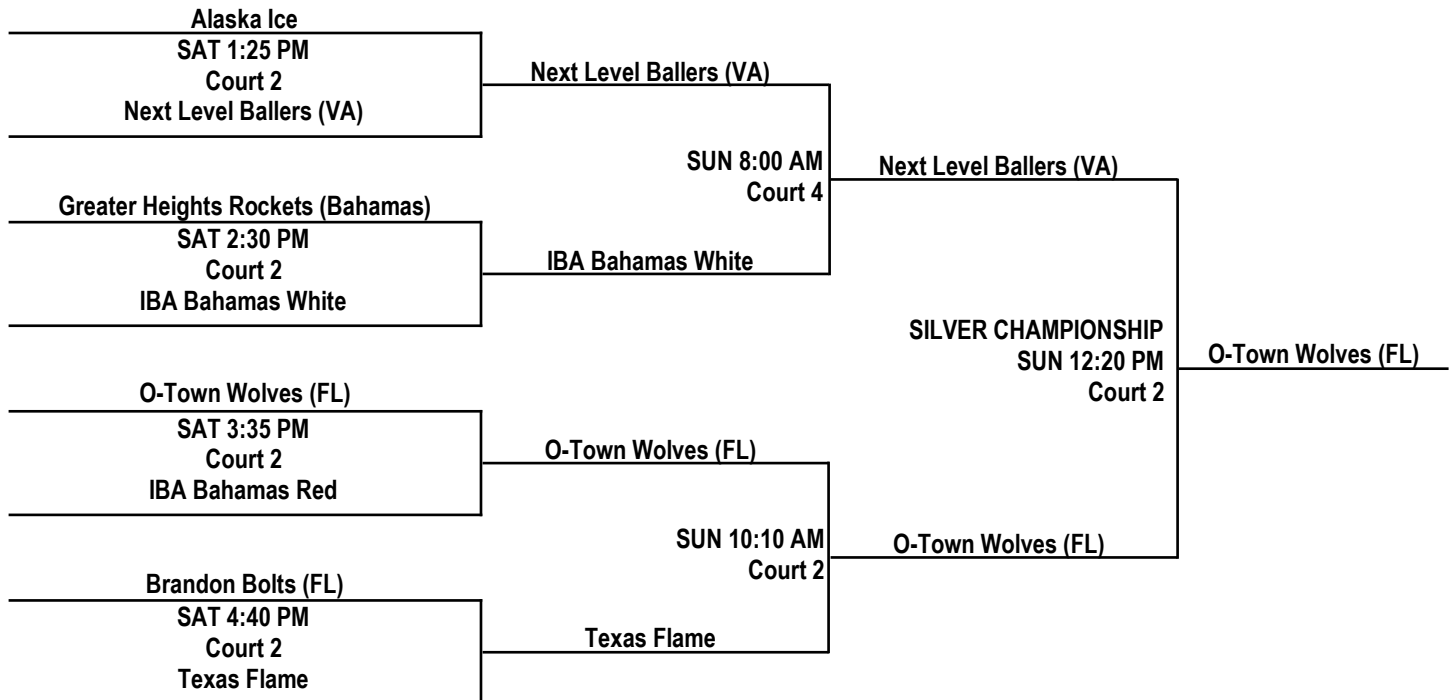 Alaska Ice
SAT 1:25 PM
Court 2
Next Level Ballers (VA)
Next Level Ballers (VA)
SUN 8:00 AM
Court 4
Next Level Ballers (VA)
Greater Heights Rockets (Bahamas)
SAT 2:30 PM
Court 2
IBA Bahamas White
IBA Bahamas White
SILVER CHAMPIONSHIP
SUN 12:20 PM
Court 2
O-Town Wolves (FL)
O-Town Wolves (FL)
SAT 3:35 PM
Court 2
IBA Bahamas Red
O-Town Wolves (FL)
SUN 10:10 AM
Court 2
O-Town Wolves (FL)
Brandon Bolts (FL)
SAT 4:40 PM
Court 2
Texas Flame
Texas Flame